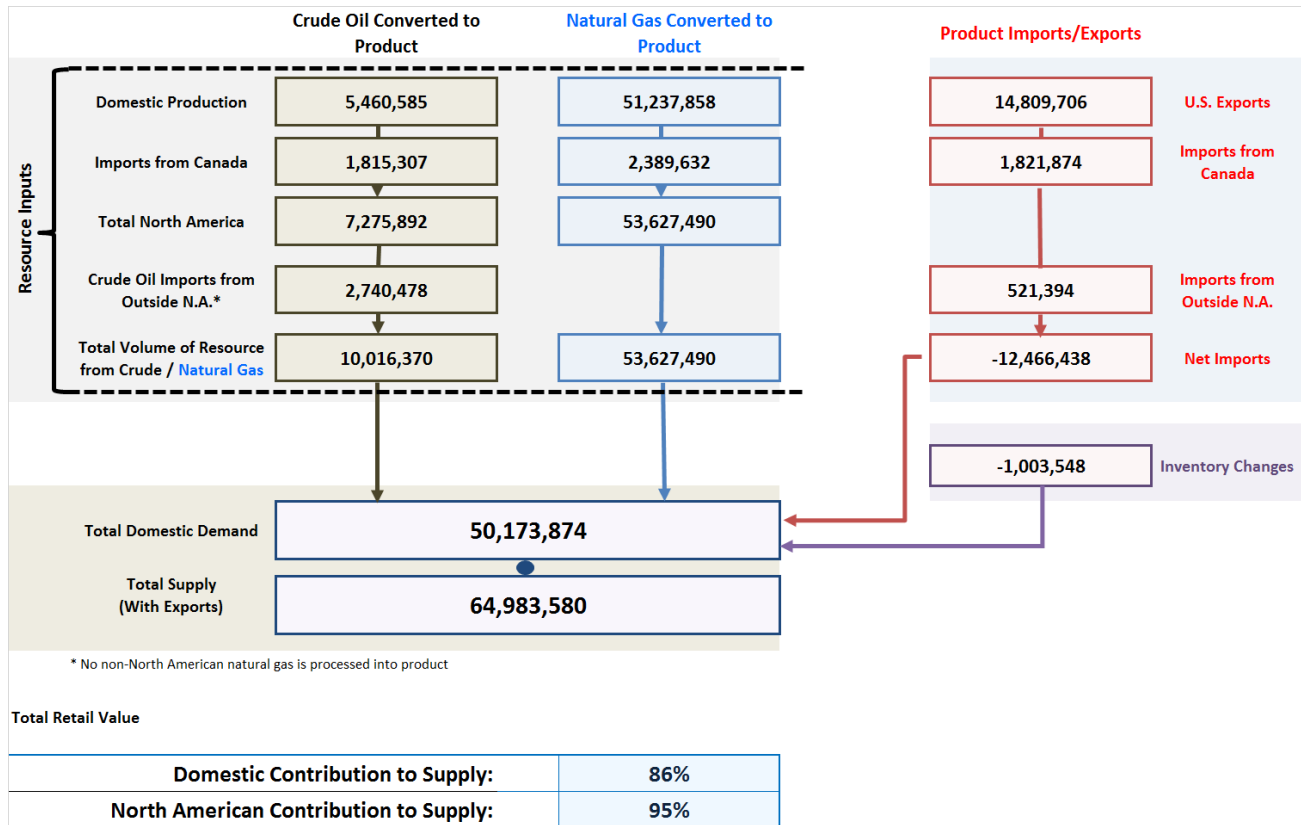 Crude Oil Converted to
Product
Natural Gas Converted to
Product
Product Imports/Exports
Resource Inputs
Domestic Production
5,460,585
51,237,858
14,809,706
U.S. Exports
Imports from Canada
1,815,307
2,389,632
1,821,874
Imports from
Canada
Total North America
7,275,892
53,627,490
Crude Oil Imports from
Outside N.A.*
2,740,478
521,394
Imports from
Outside N.A.
Total Volume of Resource
from Crude / Natural Gas
10,016,370
53,627,490
-12,466,438
Net Imports
-1,003,548
Inventory Changes
Total Domestic Demand
50,173,874
Total Supply
(With Exports)
64,983,580
* No non-North American natural gas is processed into product
Total Retail Value
Domestic Contribution to Supply: 86%
North American Contribution to Supply: 95%